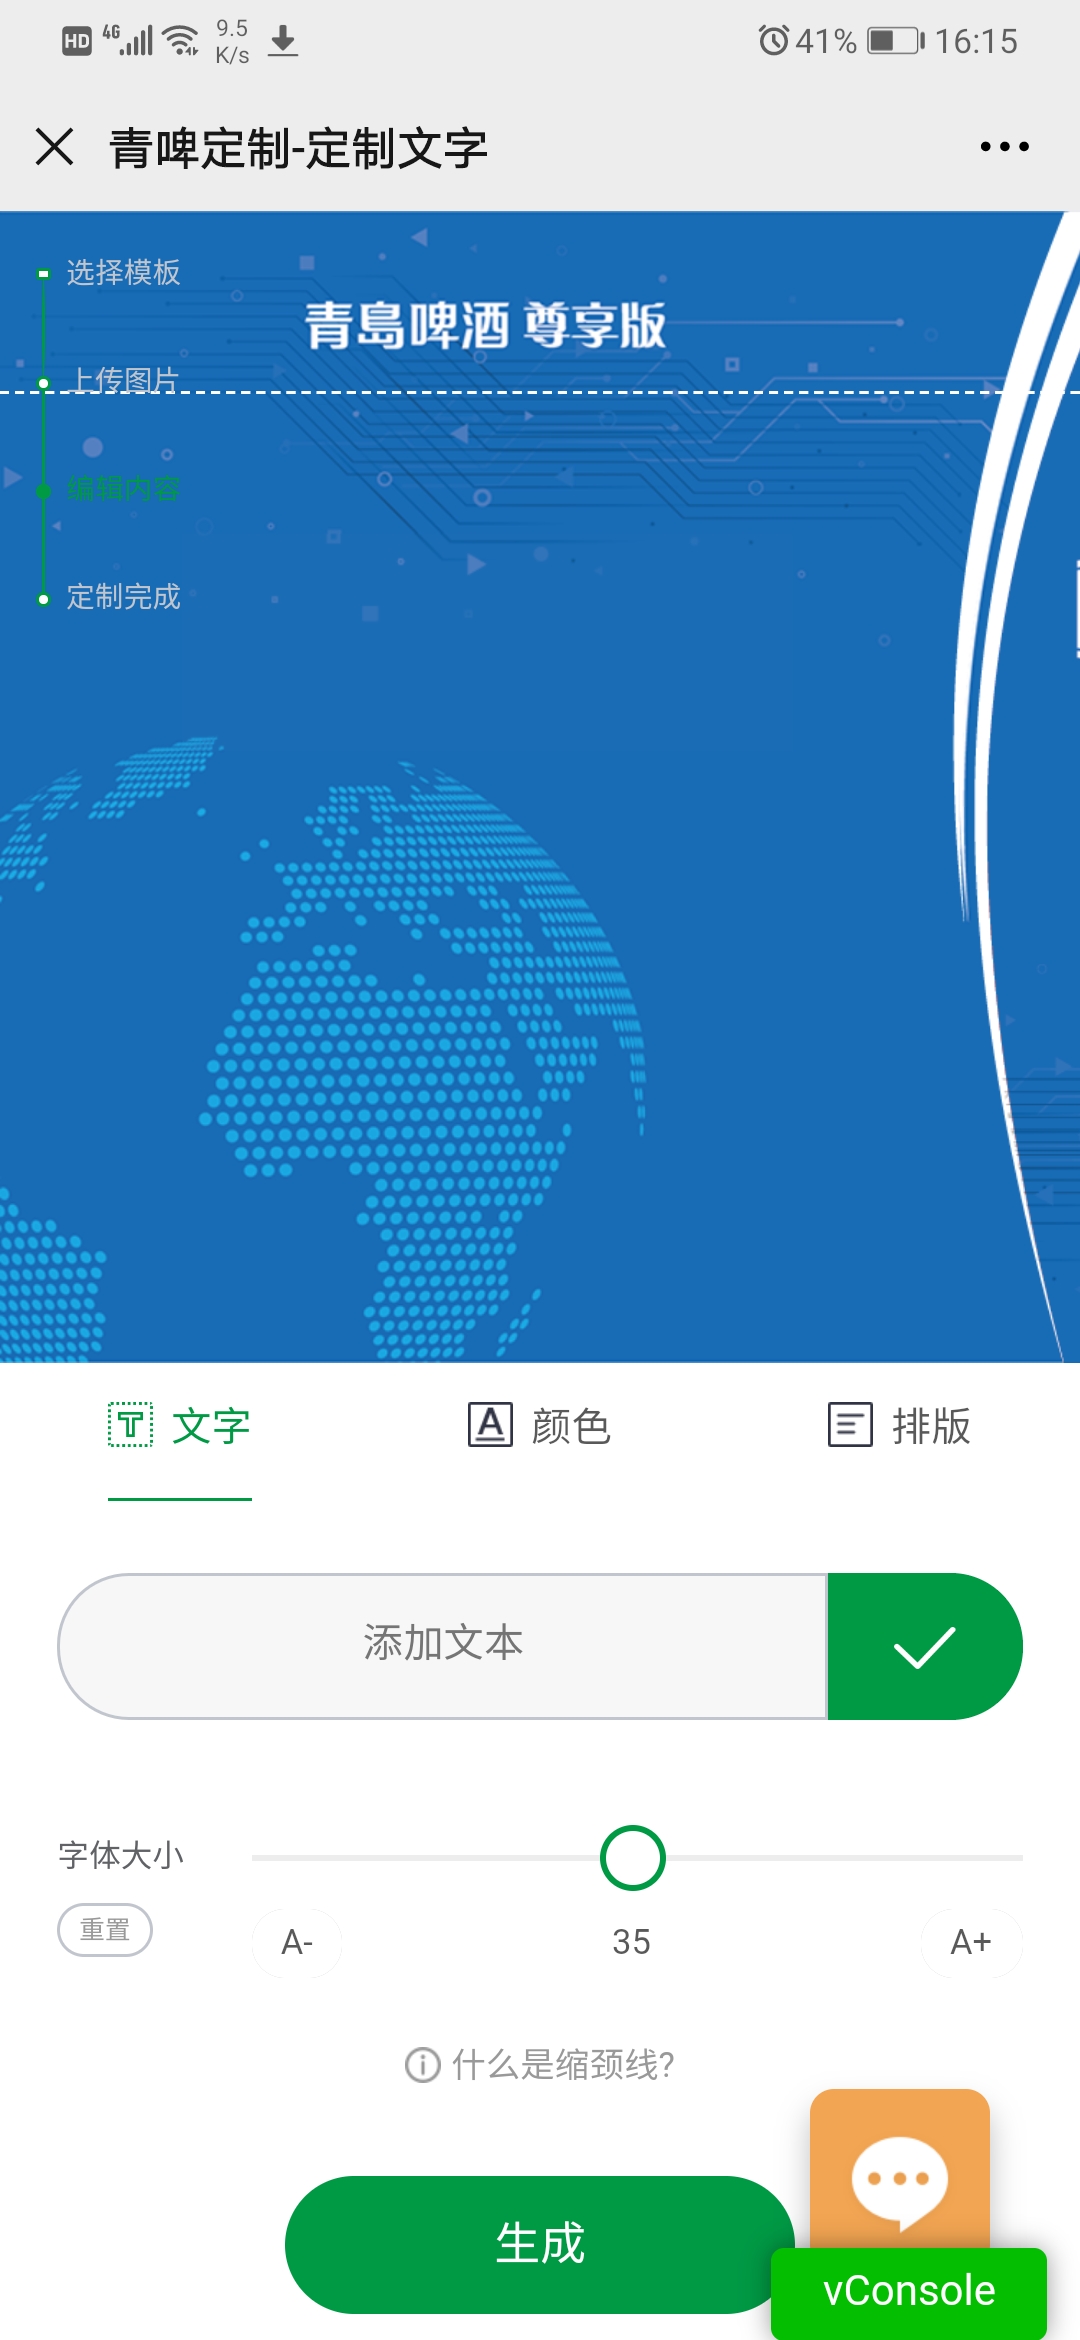 HD 4G 9.5 K/s 41% 16:15
青啤定制-定制文字
选择模板
青島啤酒 尊享版
上传图片
编辑内容
定制完成
T 文字 A 颜色 排版
添加文本
字体大小
重置 A- 35 A+
什么是缩颈线?
生成
vConsole